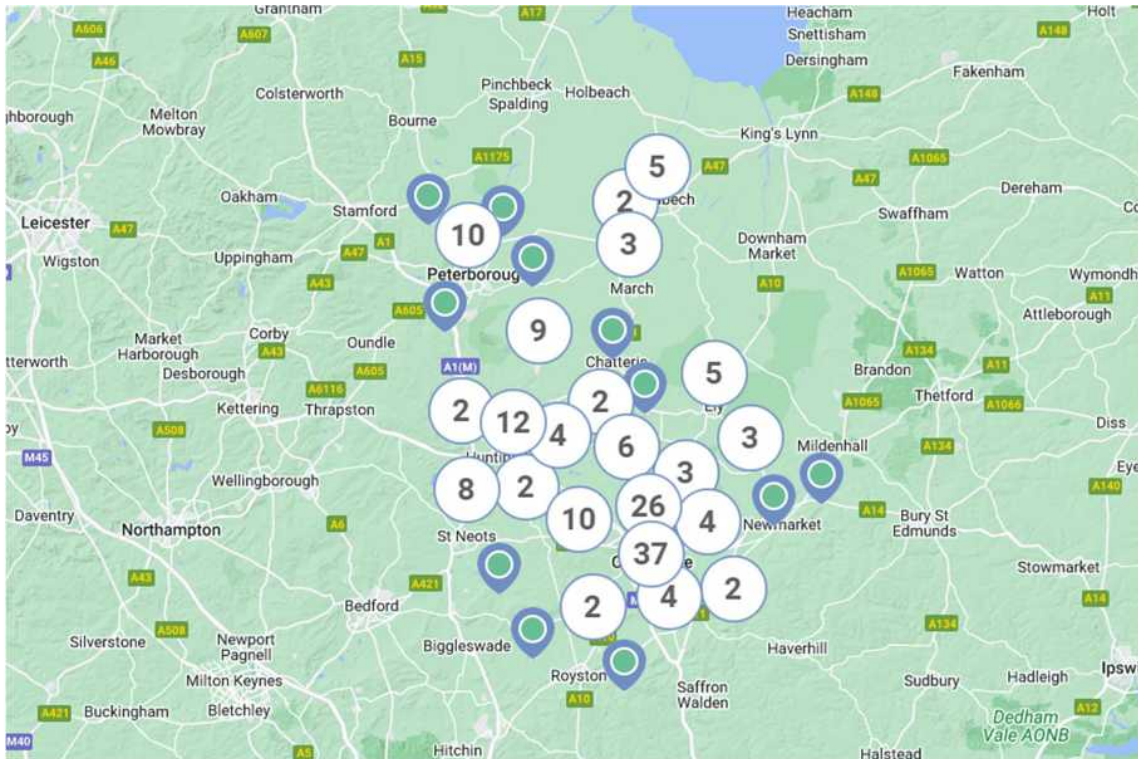 Grantham
A17
Heacham
Snettisham
Dersingham
Holt
A148
A606
A607
A46
A15
Pinchbeck
Spalding
Holbeach
Fakenham
A148
Colsterworth
Melton
Mowbray
Bourne
King's Lynn
A1175
A47
A1065
5
A47
Dereham
Oakham
Stamford
10
2
Swaffham
Leicester
A47
A1
3
Downham
Market
Wigston
Uppingham
A47
A43
Peterboroug
March
A10
A1065
Watton
A11
A605
Attleborough
9
Market
Harborough
Corby
Oundle
A43
Desborough
A605
A1(M)
Chatteris
5
A134
A11
Brandon
Thetford
A1065
A1066
Kettering
A6116
Thrapston
2
12
4
2
Ely
Diss
A508
M45
6
3
Mildenhall
A134
Wellingborough
8
2
3
A140
Daventry
Northampton
A6
10
26
4
Newmarket
A14
Bury St
Edmunds
St Neots
37
A43
A421
Stowmarket
Bedford
2
4
2
A14
Silverstone
A508
Newport
Pagnell
Biggleswade
Haverhill
A134
Milton Keynes
Royston
A10
Saffron
Walden
Sudbury
Hadleigh
A421
Buckingham
Bletchley
A12
M40
A5
Hitchin
Dedham
Vale AONB
Halstead